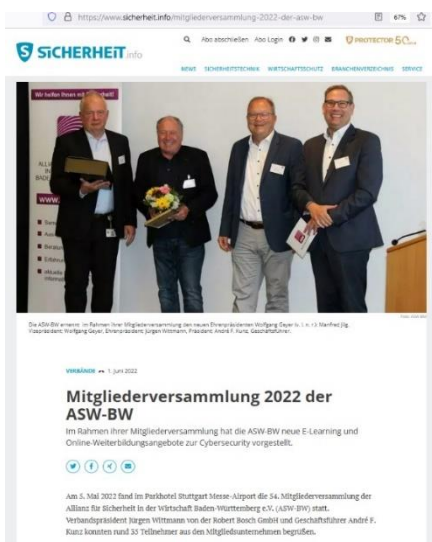 https://www.sicherheit.info/mitgliederversammlung-2022-der-asw-bw
67%
SiCHERHEiT.info
Abo abschließen Abo Login
PROTECTOR 50
NEWS SICHERHEITSTECHNIK WIRTSCHAFTSSCHUTZ BRANCHENVERZEICHNIS SERVICE
Wir helfen Ihnen mit Sicherheit!
WWW.
Die ASW-BW ernennt im Rahmen ihrer Mitgliederversammlung den neuen Ehrenpräsidenten Wolfgang Geyer (v. l. n. r.): Manfred Jilg,
Vizepräsident; Wolfgang Geyer, Ehrenpräsident; Jürgen Wittmann, Präsident; André F. Kunz, Geschäftsführer.
VERBÄNDE 1. Juni 2022
Mitgliederversammlung 2022 der
ASW-BW
Im Rahmen ihrer Mitgliederversammlung hat die ASW-BW neue E-Learning und
Online-Weiterbildungsangebote zur Cybersecurity vorgestellt.
Am 5. Mai 2022 fand im Parkhotel Stuttgart Messe-Airport die 54. Mitgliederversammlung der
Allianz für Sicherheit in der Wirtschaft Baden-Württemberg e.V. (ASW-BW) statt.
Verbandspräsident Jürgen Wittmann von der Robert Bosch GmbH und Geschäftsführer André F.
Kunz konnten rund 35 Teilnehmer aus den Mitgliedsunternehmen begrüßen.